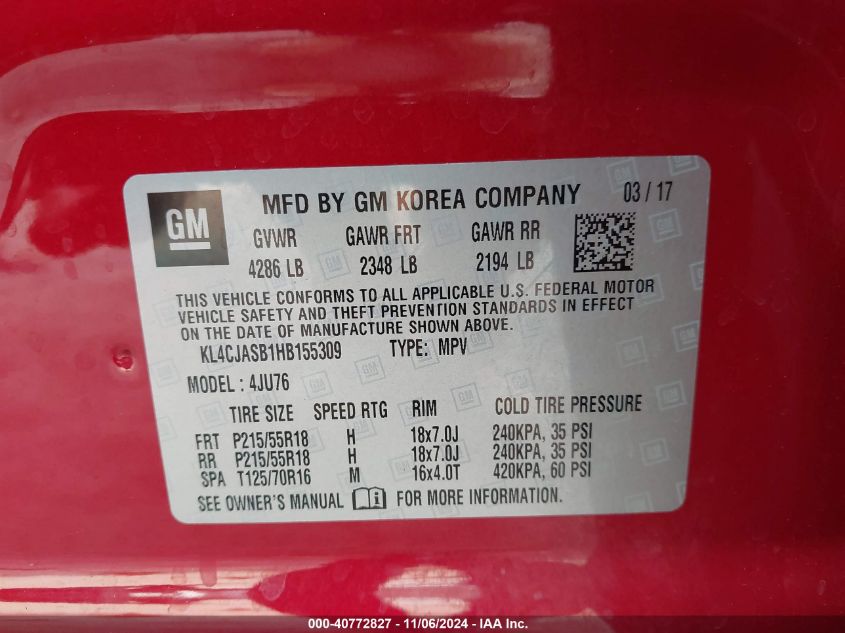 GM
MFD BY GM KOREA COMPANY 03 / 17
GVWR GAWR FRT GAWR RR
4286 LB 2348 LB 2194 LB
THIS VEHICLE CONFORMS TO ALL APPLICABLE U.S. FEDERAL MOTOR
VEHICLE SAFETY AND THEFT PREVENTION STANDARDS IN EFFECT
ON THE DATE OF MANUFACTURE SHOWN ABOVE.
KL4CJASB1HB155309 TYPE: MPV
MODEL : 4JU76
TIRE SIZE SPEED RTG RIM COLD TIRE PRESSURE
FRT P215/55R18 H 18x7.0J 240KPA, 35 PSI
RR P215/55R18 H 18x7.0J 240KPA, 35 PSI
SPA T125/70R16 M 16x4.0T 420KPA, 60 PSI
SEE OWNER'S MANUAL FOR MORE INFORMATION.
000-40772827 - 11/06/2024 - IAA Inc.